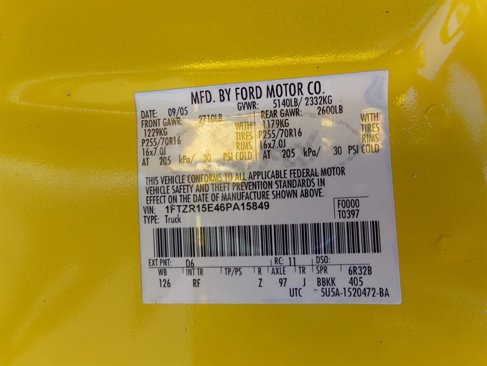 MFD. BY FORD MOTOR CO.
DATE: 09/05 GVWR: 5140LB/ 2332KG
FRONT GAWR: 2710LB REAR GAWR: 2600LB
1229KG WITH 1179KG WITH
P255/70R16 TIRES P255/70R16 TIRES
16x7.0J RIMS 16x7.0J RIMS
AT 205 kPa/ 30 PSI COLD AT 205 kPa/ 30 PSI COLD
THIS VEHICLE CONFORMS TO ALL APPLICABLE FEDERAL MOTOR
VEHICLE SAFETY AND THEFT PREVENTION STANDARDS IN
EFFECT ON THE DATE OF MANUFACTURE SHOWN ABOVE.
VIN: 1FTZR15E46PA15849 F0000
TYPE: Truck T0397
EXT PNT: D6 RC: 11 DSO:
WB INT TR TP/PS R AXLE TR SPR 6R32B
126 RF Z 97 J BBKK 405
UTC 5U5A-1520472-BA